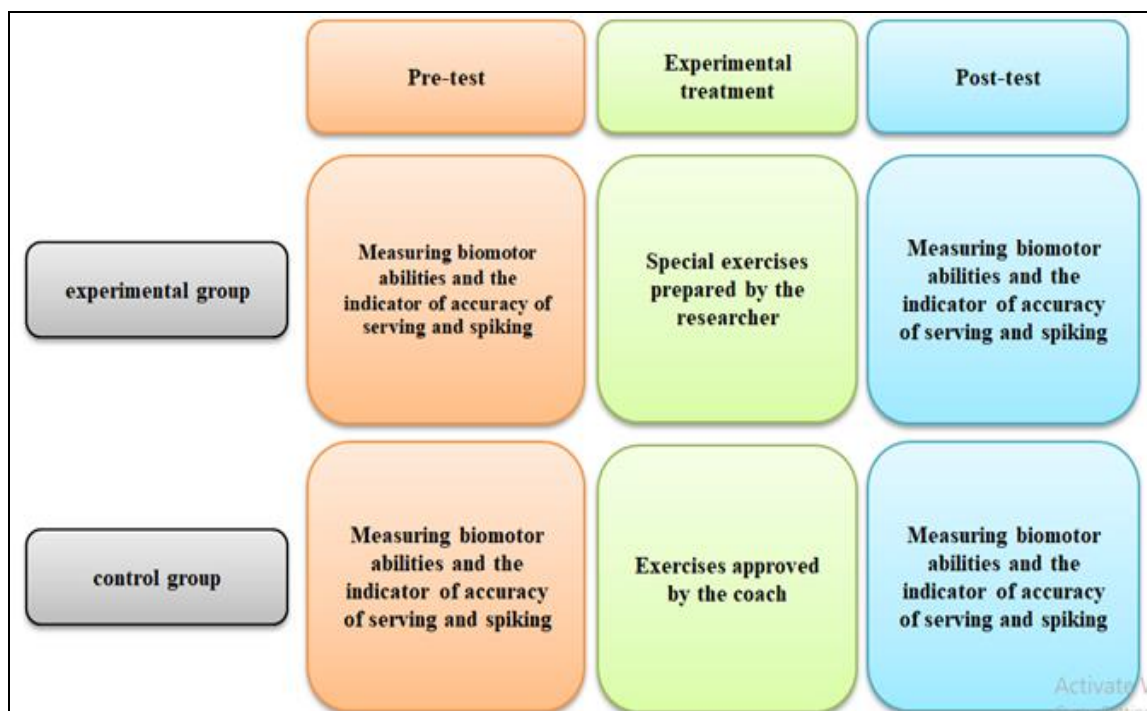 Pre-test
Experimental
treatment
Post-test
experimental group
Measuring biomotor
abilities and the
indicator of accuracy of
serving and spiking
Special exercises
prepared by the
researcher
Measuring biomotor
abilities and the
indicator of accuracy
of serving and spiking
control group
Measuring biomotor
abilities and the
indicator of accuracy
of serving and spiking
Exercises approved
by the coach
Measuring biomotor
abilities and the
indicator of accuracy
of serving and spiking
Activate